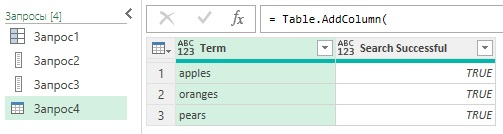 Запросы [4]
Запрос1
Запрос2
Запрос3
Запрос4
fx = Table.AddColumn(
ABC 123 Term ABC 123 Search Successful
1 apples TRUE
2 oranges TRUE
3 pears TRUE